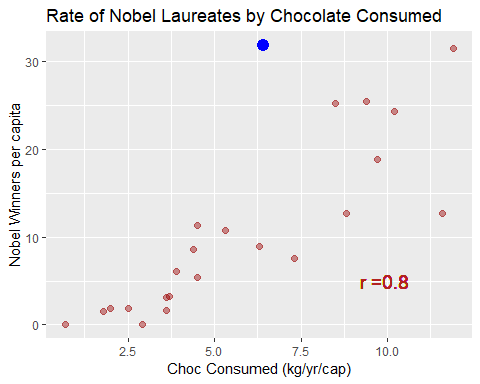 Rate of Nobel Laureates by Chocolate Consumed
Nobel Winners per capita
30
20
10
0
r =0.8
2.5
5.0
7.5
10.0
Choc Consumed (kg/yr/cap)